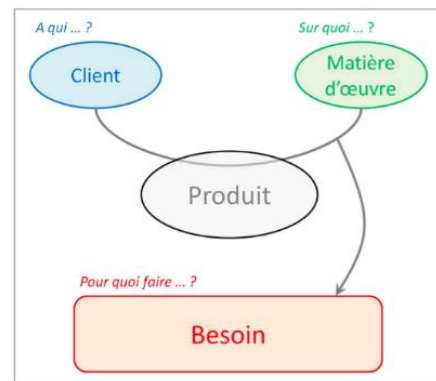 A qui ... ?
Sur quoi ... ?
Client
Matière
d'œuvre
Produit
Pour quoi faire ... ?
Besoin